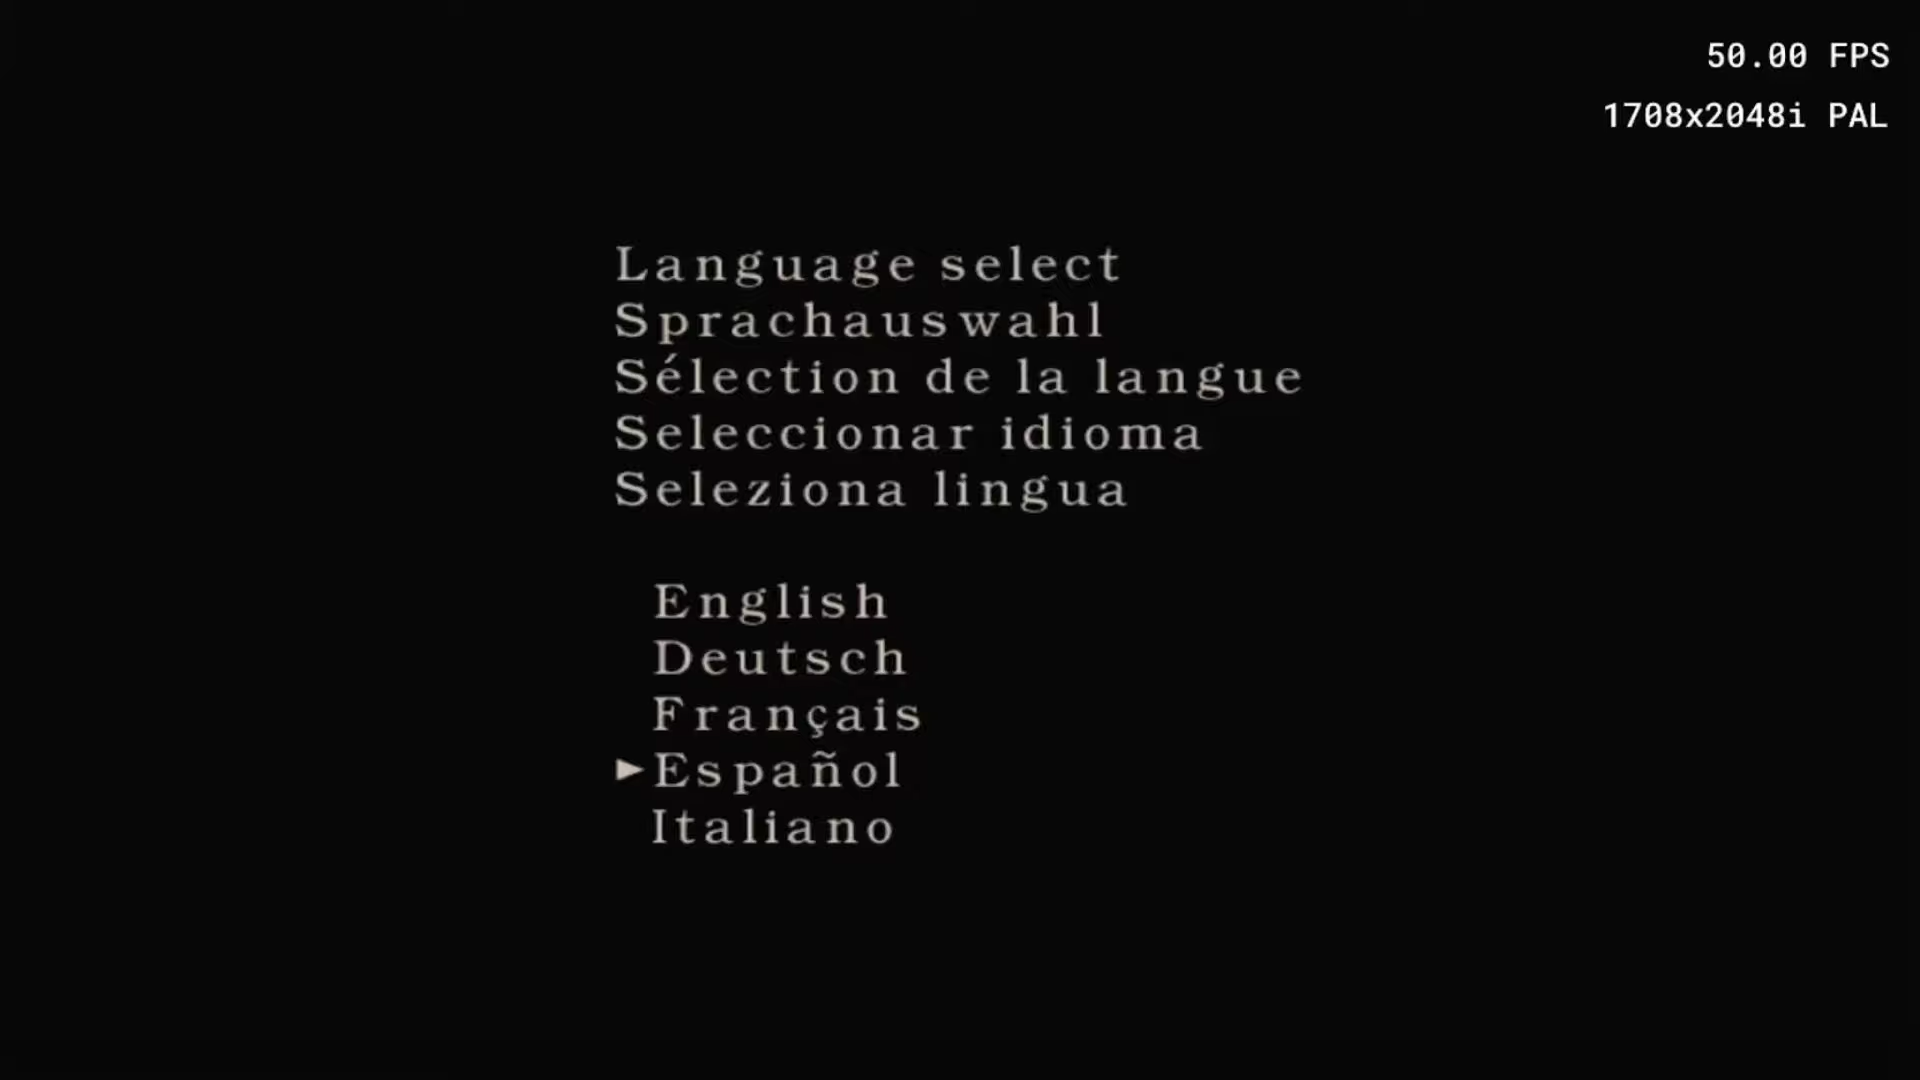 50.00 FPS
1708x2048i PAL
Language select
Sprachauswahl
Sélection de la langue
Seleccionar idioma
Seleziona lingua
English
Deutsch
Français
►Español
Italiano